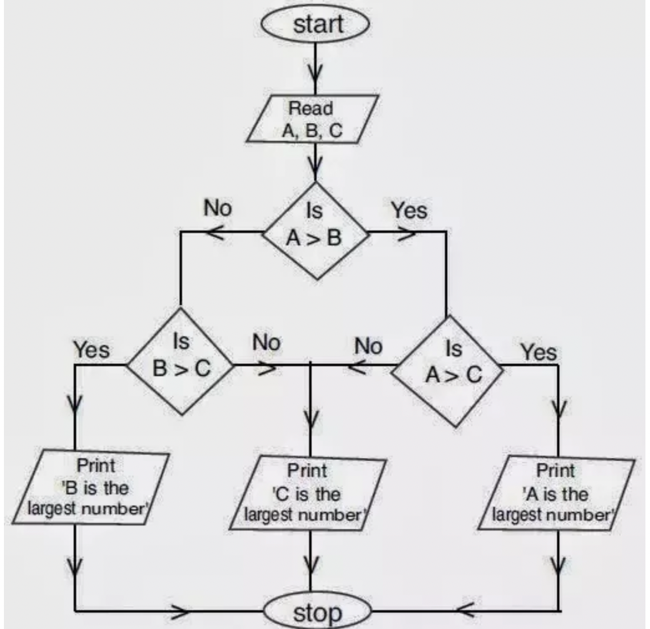 start
Read
A, B, C
Is
A > B
No
Yes
Is
B > C
Yes
No
Is
A > C
No
Yes
Print
'B is the
largest number'
Print
'C is the
largest number'
Print
'A is the
largest number'
stop